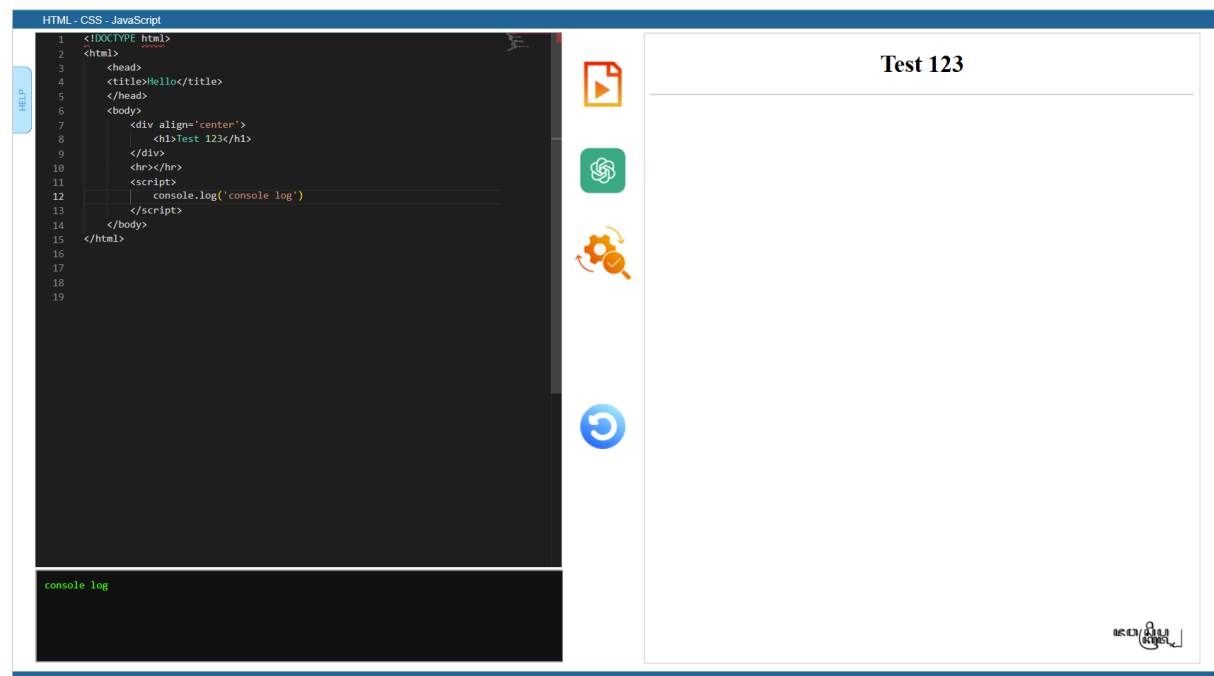 HTML - CSS - JavaScript
HELP
1 <!DOCTYPE html>
2 <html>
3 <head>
4 <title>Hello</title>
5 </head>
6 <body>
7 <div align='center'>
8 <h1>Test 123</h1>
9 </div>
10 <hr></hr>
11 <script>
12 console.log('console log')
13 </script>
14 </body>
15 </html>
16
17
18
19
console log
Test 123